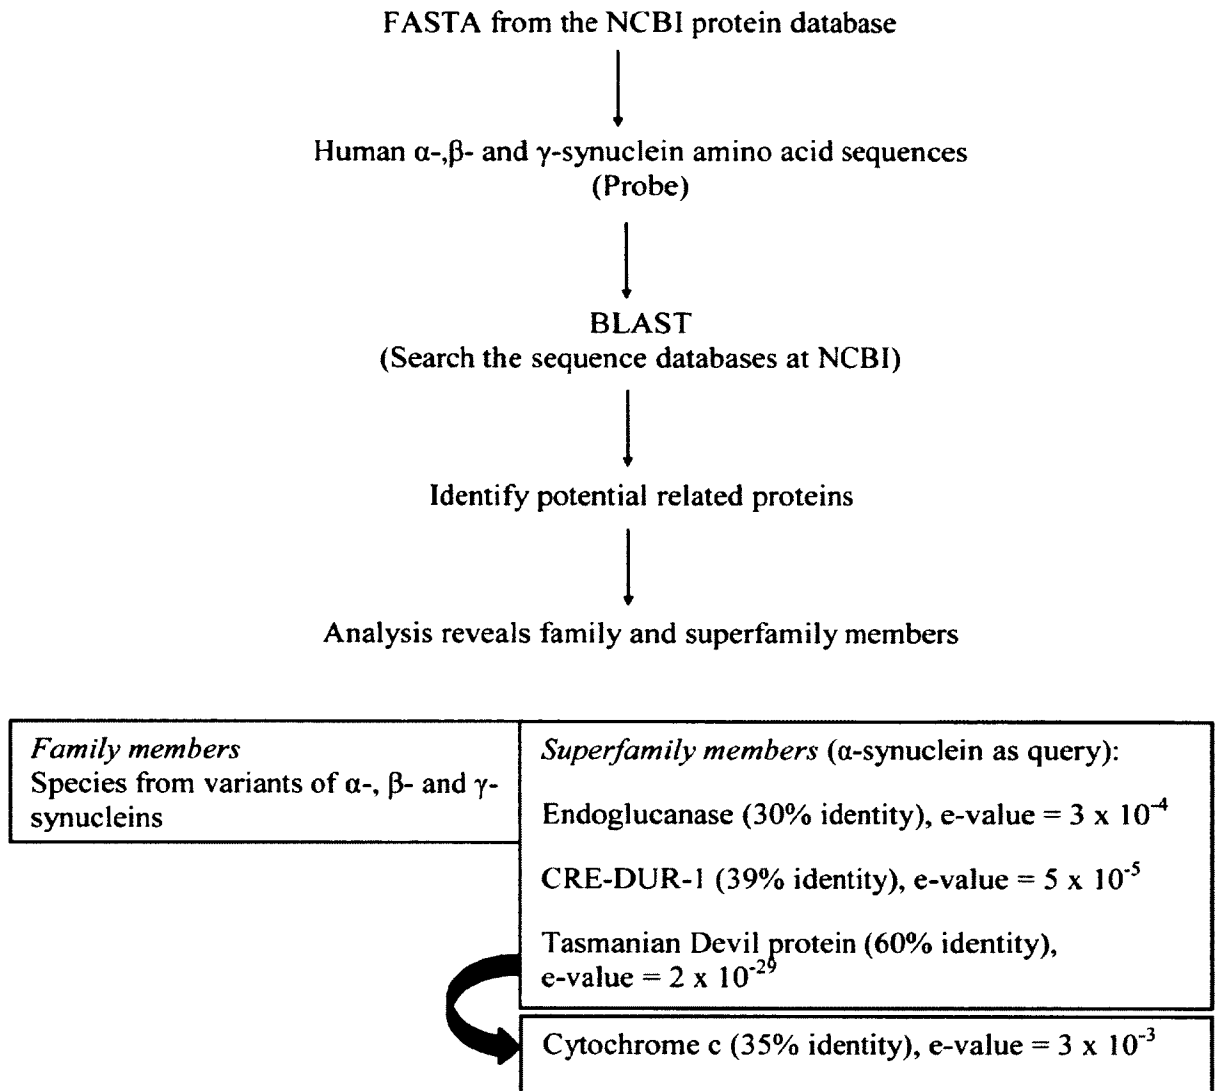 FASTA from the NCBI protein database
Human α-,β- and γ-synuclein amino acid sequences
(Probe)
BLAST
(Search the sequence databases at NCBI)
Identify potential related proteins
Analysis reveals family and superfamily members
Family members
Species from variants of α-, β- and γ-
synucleins
Superfamily members (α-synuclein as query):
Endoglucanase (30% identity), e-value = 3 x 10⁻⁴
CRE-DUR-1 (39% identity), e-value = 5 x 10⁻⁵
Tasmanian Devil protein (60% identity),
e-value = 2 x 10⁻²⁹
Cytochrome c (35% identity), e-value = 3 x 10⁻³